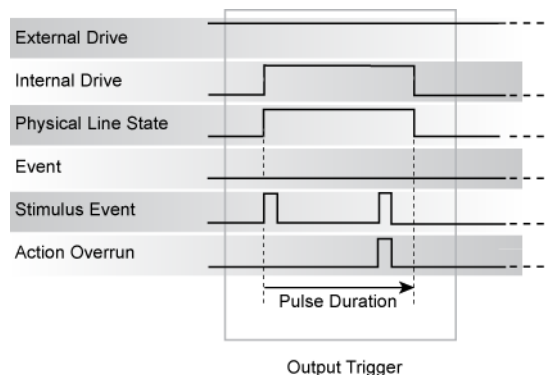 External Drive
Internal Drive
Physical Line State
Event
Stimulus Event
Action Overrun
Pulse Duration
Output Trigger